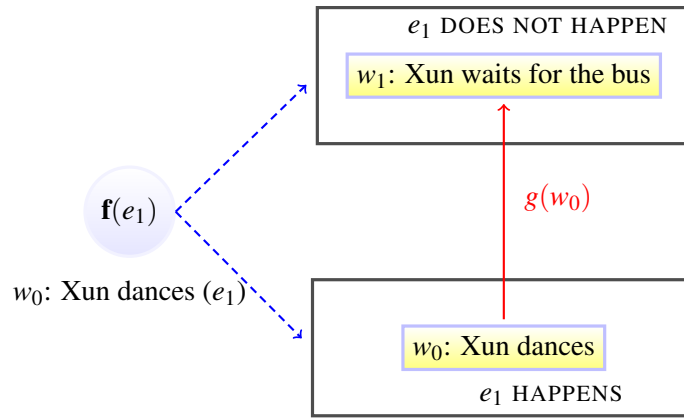 e₁ DOES NOT HAPPEN
w₁: Xun waits for the bus
f(e₁)
g(w₀)
w₀: Xun dances (e₁)
w₀: Xun dances
e₁ HAPPENS